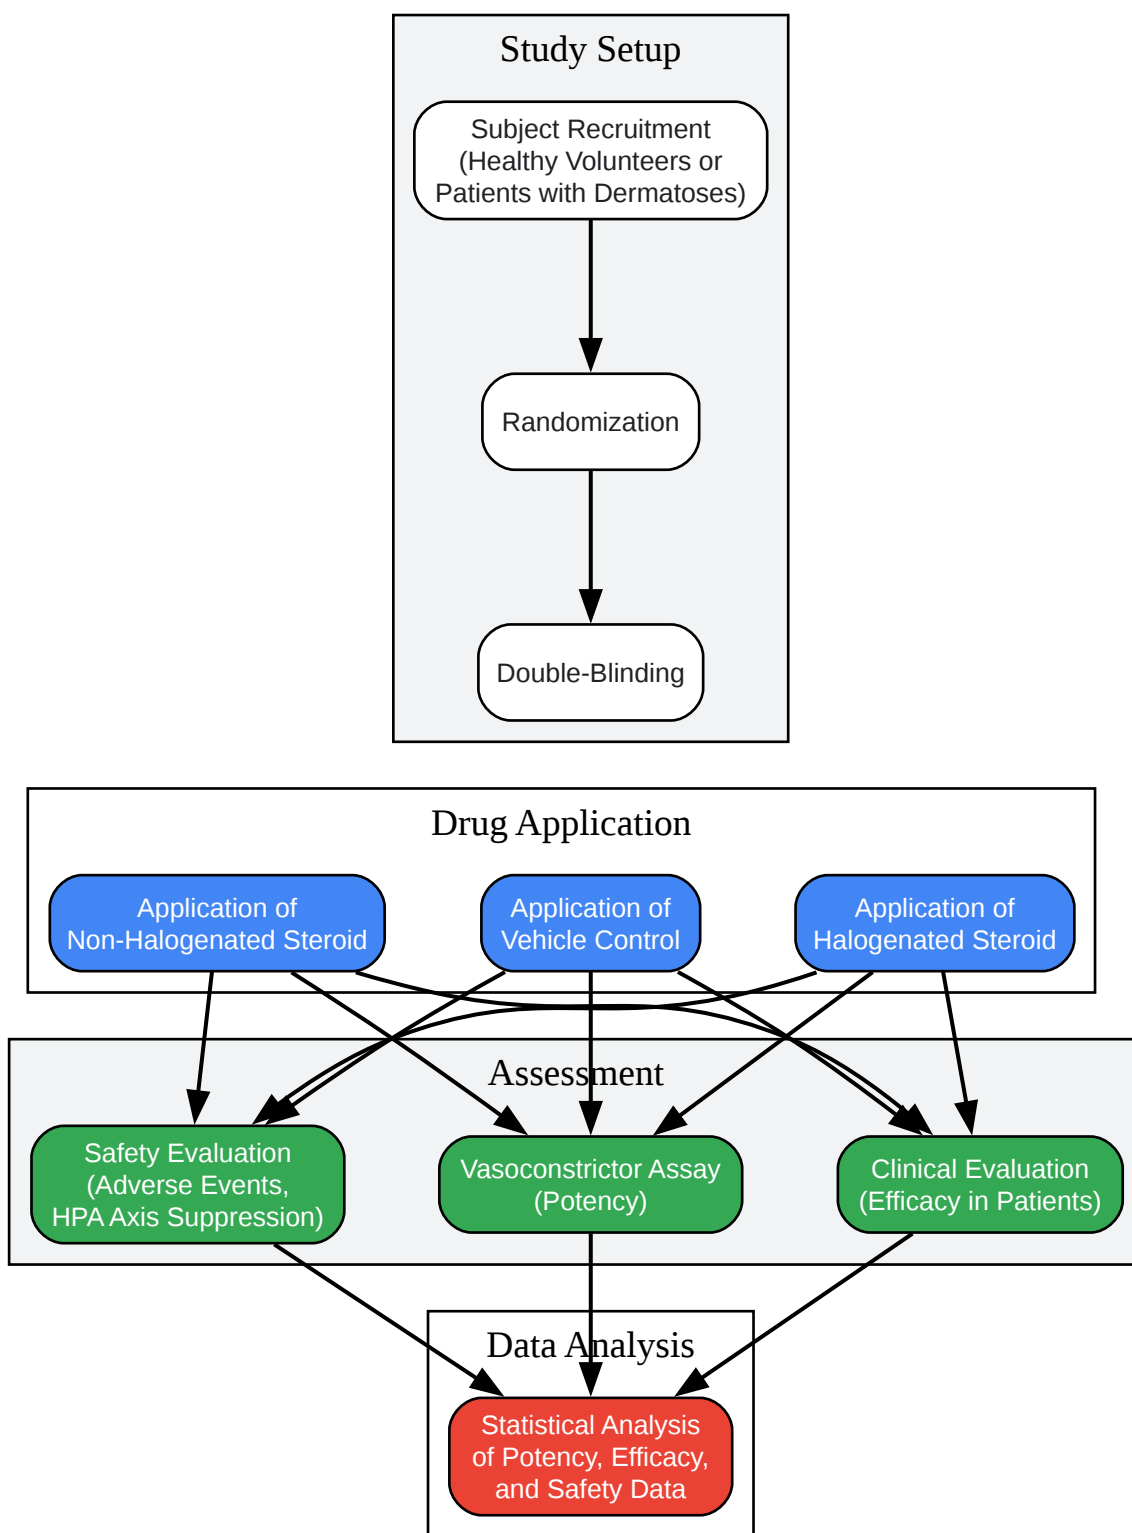 Study Setup
Subject Recruitment
(Healthy Volunteers or
Patients with Dermatoses)
Randomization
Double-Blinding
Drug Application
Application of
Non-Halogenated Steroid
Application of
Vehicle Control
Application of
Halogenated Steroid
Assessment
Safety Evaluation
(Adverse Events,
HPA Axis Suppression)
Vasoconstrictor Assay
(Potency)
Clinical Evaluation
(Efficacy in Patients)
Data Analysis
Statistical Analysis
of Potency, Efficacy,
and Safety Data